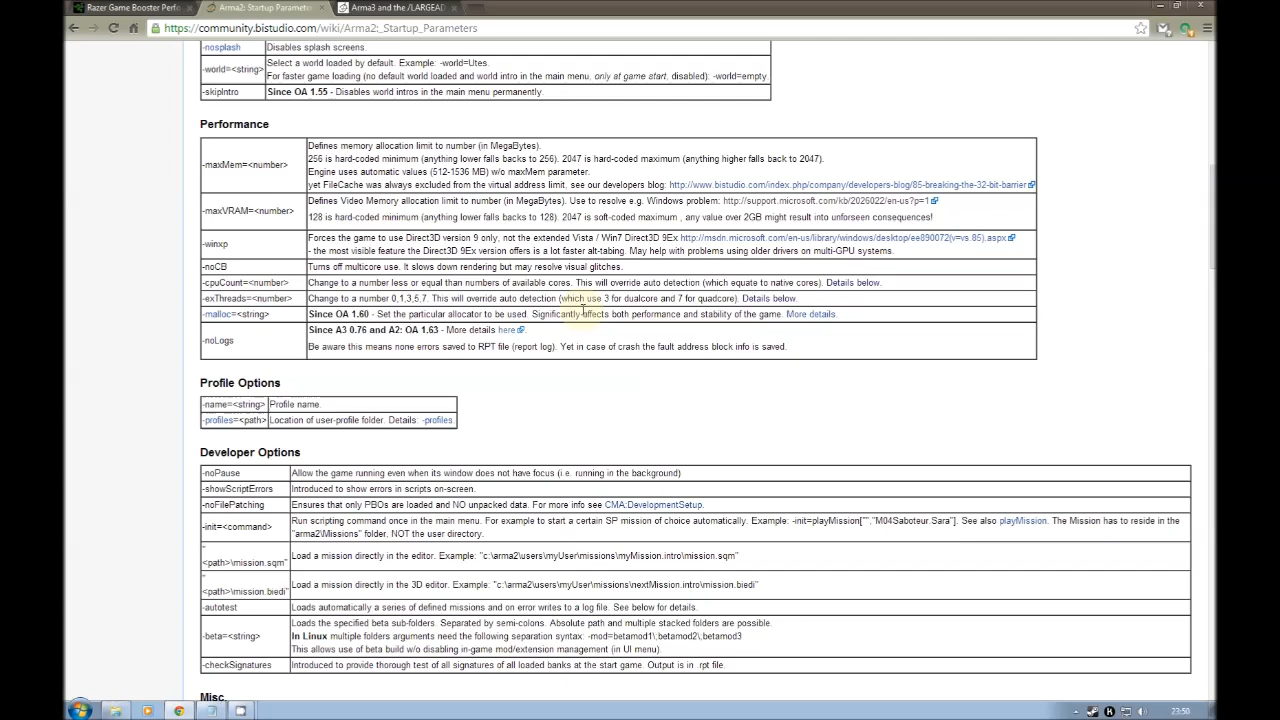 Razer Game Booster Perfo
Arma2: Startup Paramete
Arma3 and the /LARGEAD
https://community.bistudio.com/wiki/Arma2:_Startup_Parameters
-nosplash Disables splash screens.
-world=<string> Select a world loaded by default. Example: -world=Utes.
For faster game loading (no default world loaded and world intro in the main menu, only at game start, disabled): -world=empty.
-skipIntro Since OA 1.55 - Disables world intros in the main menu permanently.
Performance
-maxMem=<number> Defines memory allocation limit to number (in MegaBytes).
256 is hard-coded minimum (anything lower falls backs to 256). 2047 is hard-coded maximum (anything higher falls back to 2047).
Engine uses automatic values (512-1536 MB) w/o maxMem parameter.
yet FileCache was always excluded from the virtual address limit, see our developers blog: http://www.bistudio.com/index.php/company/developers-blog/85-breaking-the-32-bit-barrier
-maxVRAM=<number> Defines Video Memory allocation limit to number (in MegaBytes). Use to resolve e.g. Windows problem: http://support.microsoft.com/kb/2026022/en-us?p=1
128 is hard-coded minimum (anything lower falls backs to 128). 2047 is soft-coded maximum , any value over 2GB might result into unforseen consequences!
-winxp Forces the game to use Direct3D version 9 only, not the extended Vista / Win7 Direct3D 9Ex http://msdn.microsoft.com/en-us/library/windows/desktop/ee890072(v=vs.85).aspx
- the most visible feature the Direct3D 9Ex version offers is a lot faster alt-tabing. May help with problems using older drivers on multi-GPU systems.
-noCB Turns off multicore use. It slows down rendering but may resolve visual glitches.
-cpuCount=<number> Change to a number less or equal than numbers of available cores. This will override auto detection (which equate to native cores). Details below.
-exThreads=<number> Change to a number 0,1,3,5,7. This will override auto detection (which use 3 for dualcore and 7 for quadcore). Details below.
-malloc=<string> Since OA 1.60 - Set the particular allocator to be used. Significantly affects both performance and stability of the game. More details.
-noLogs Since A3 0.76 and A2: OA 1.63 - More details here.
Be aware this means none errors saved to RPT file (report log). Yet in case of crash the fault address block info is saved.
Profile Options
-name=<string> Profile name.
-profiles=<path> Location of user-profile folder. Details: -profiles.
Developer Options
-noPause Allow the game running even when its window does not have focus (i.e. running in the background)
-showScriptErrors Introduced to show errors in scripts on-screen.
-noFilePatching Ensures that only PBOs are loaded and NO unpacked data. For more info see CMA:DevelopmentSetup.
-init=<command> Run scripting command once in the main menu. For example to start a certain SP mission of choice automatically. Example: -init=playMission["","M04Saboteur.Sara"]. See also playMission. The Mission has to reside in the
"arma2\Missions" folder, NOT the user directory.
"
<path>\mission.sqm" Load a mission directly in the editor. Example: "c:\arma2\users\myUser\missions\myMission.intro\mission.sqm"
"
<path>\mission.biedi" Load a mission directly in the 3D editor. Example: "c:\arma2\users\myUser\missions\nextMission.intro\mission.biedi"
-autotest Loads automatically a series of defined missions and on error writes to a log file. See below for details.
-beta=<string> Loads the specified beta sub-folders. Separated by semi-colons. Absolute path and multiple stacked folders are possible.
In Linux multiple folders arguments need the following separation syntax: -mod=betamod1\;betamod2\;betamod3
This allows use of beta build w/o disabling in-game mod/extension management (in UI menu).
-checkSignatures Introduced to provide thorough test of all signatures of all loaded banks at the start game. Output is in .rpt file.
Misc.
23:50